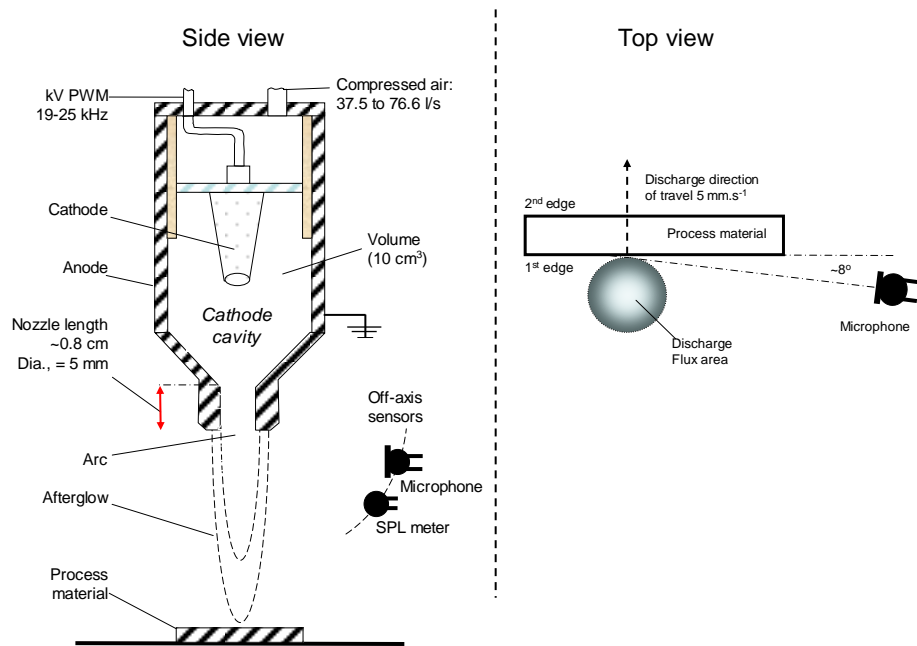 Side view
kV PWM
19-25 kHz
Compressed air:
37.5 to 76.6 l/s
Cathode
Anode
Volume
(10 cm³)
Cathode
cavity
Nozzle length
~0.8 cm
Dia., = 5 mm
Off-axis
sensors
Arc
Microphone
Afterglow
SPL meter
Process
material
Top view
Discharge direction
of travel 5 mm.s⁻¹
2ⁿᵈ edge
Process material
1ˢᵗ edge
~8º
Microphone
Discharge
Flux area